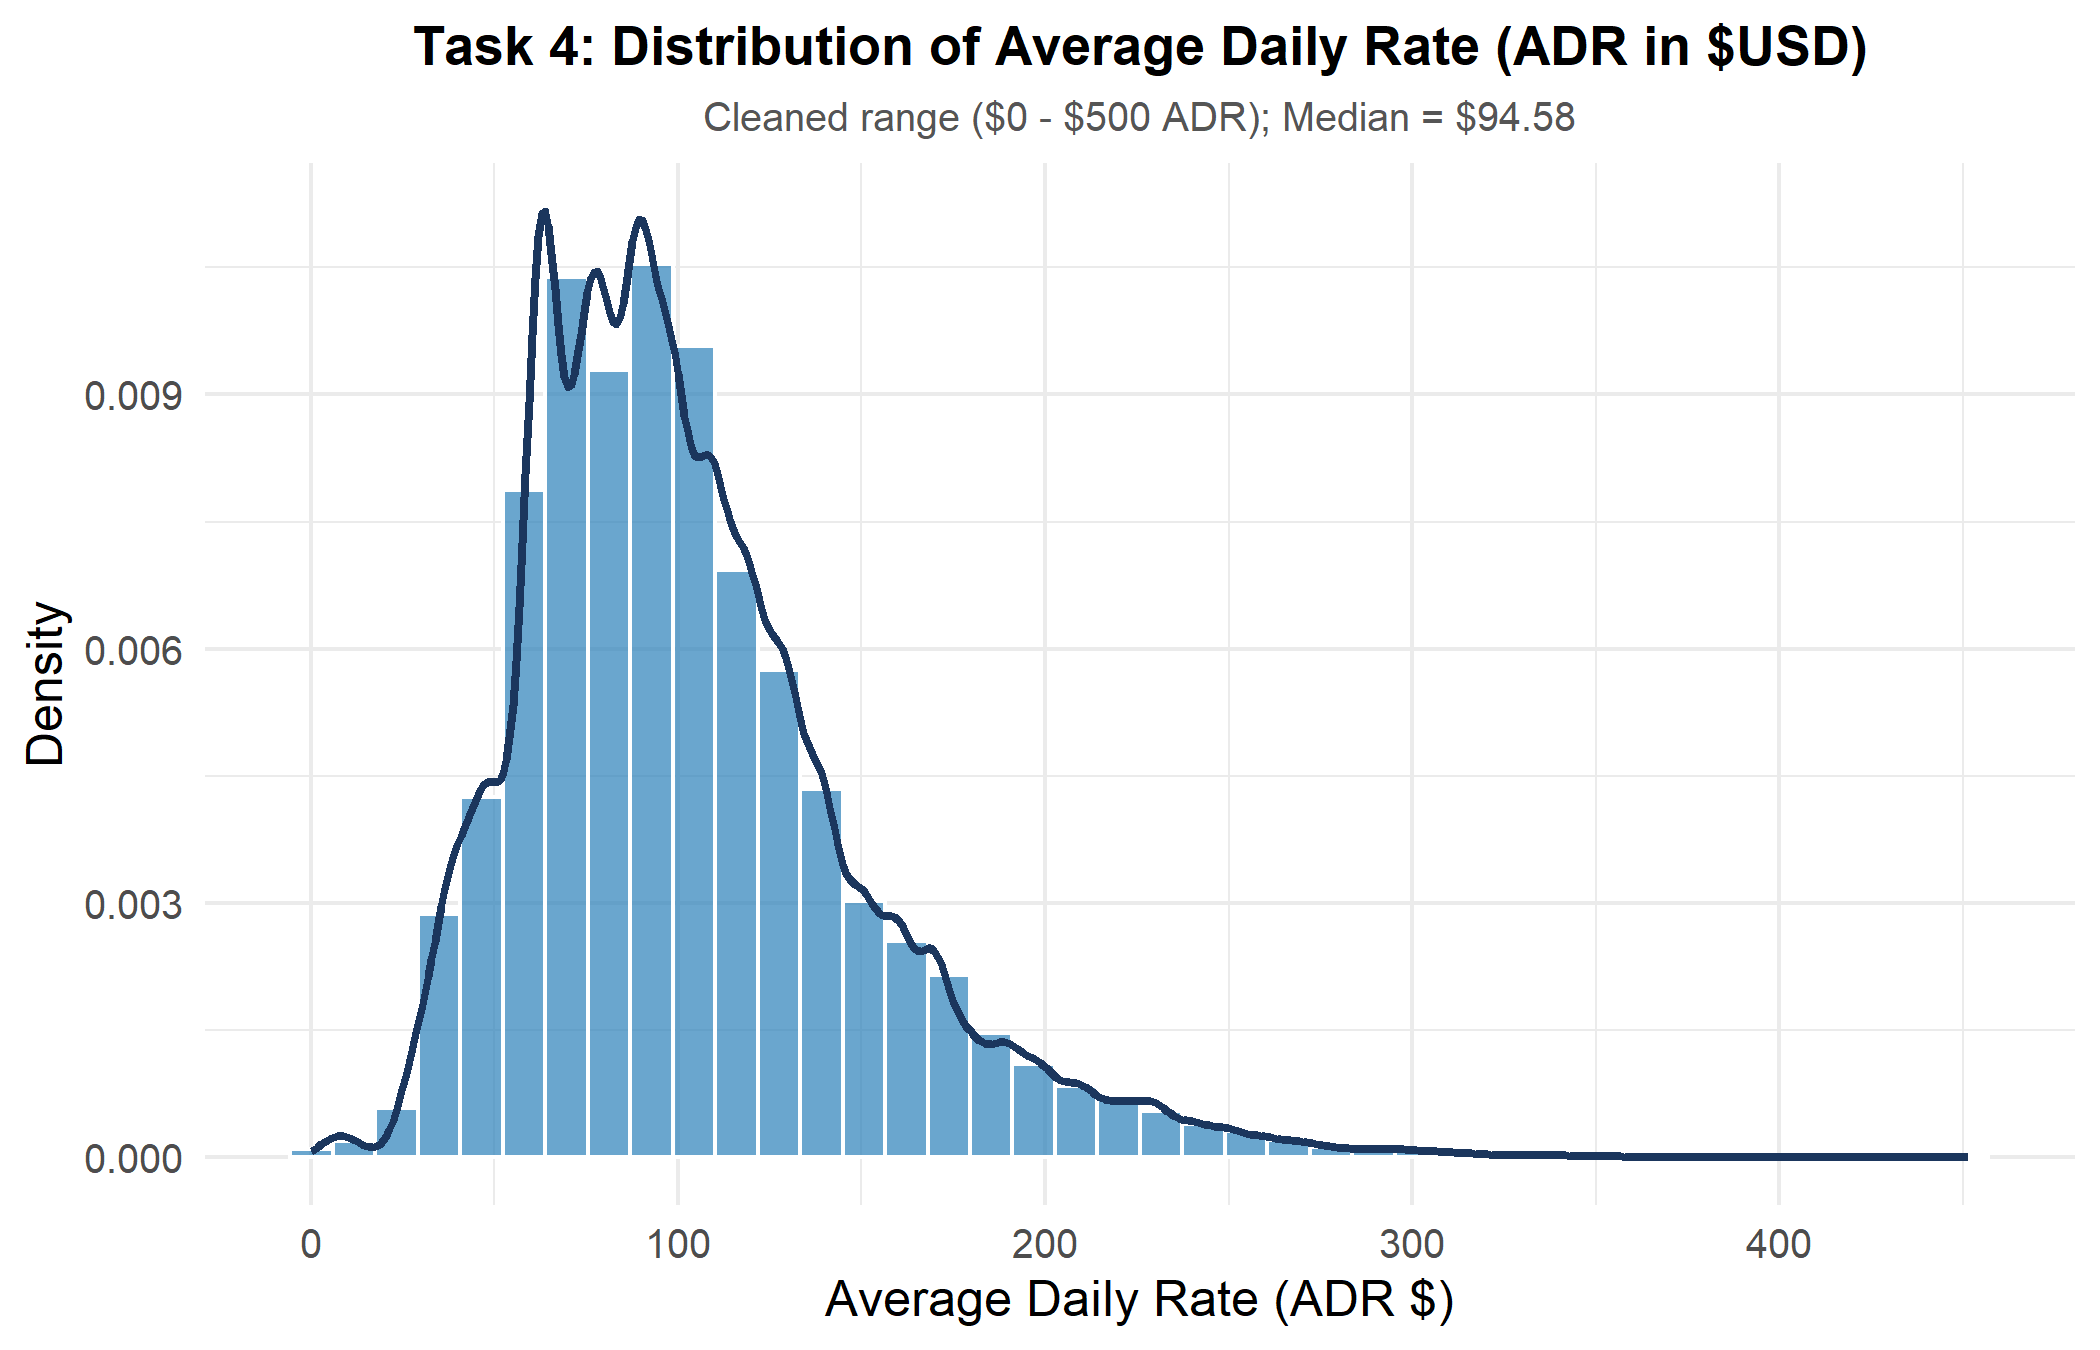 Task 4: Distribution of Average Daily Rate (ADR in $USD)
Cleaned range ($0 - $500 ADR); Median = $94.58
Density
0.009
0.006
0.003
0.000
0 100 200 300 400
Average Daily Rate (ADR $)